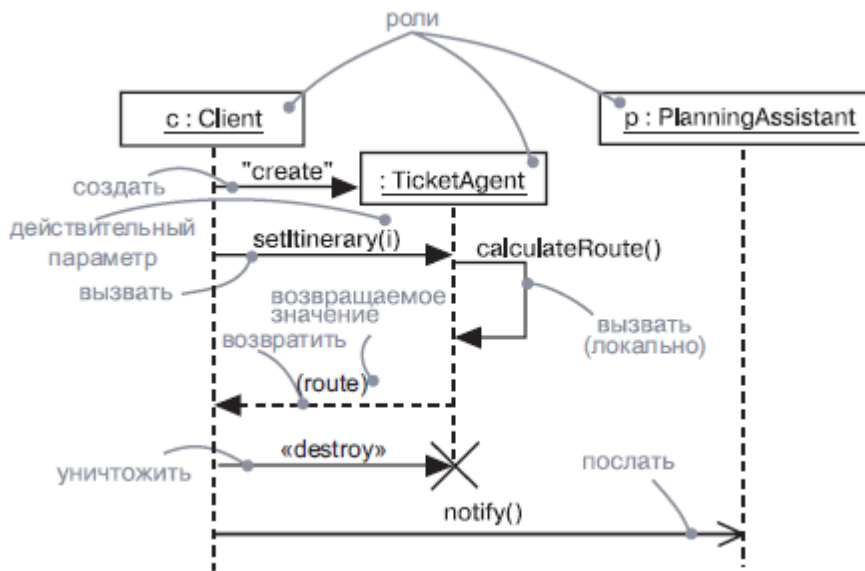 роли
c : Client
p : PlanningAssistant
"create"
: TicketAgent
создать
действительный
параметр
setItinerary(i)
calculateRoute()
вызвать
возвращаемое
значение
вызвать
(локально)
возвратить
(route)
«destroy»
уничтожить
послать
notify()